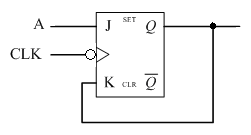 A J SET Q
CLK
K CLR Q̅